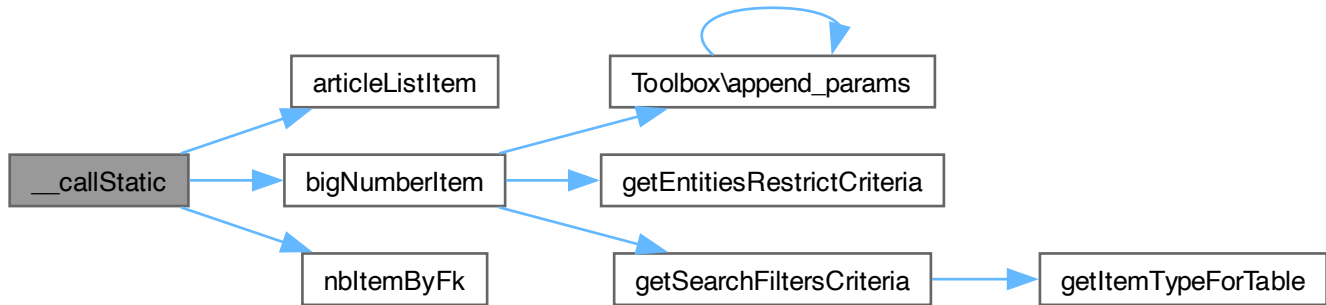 __callStatic
articleListItem
bigNumberItem
nbItemByFk
Toolbox\append_params
getEntitiesRestrictCriteria
getSearchFiltersCriteria
getItemTypeForTable